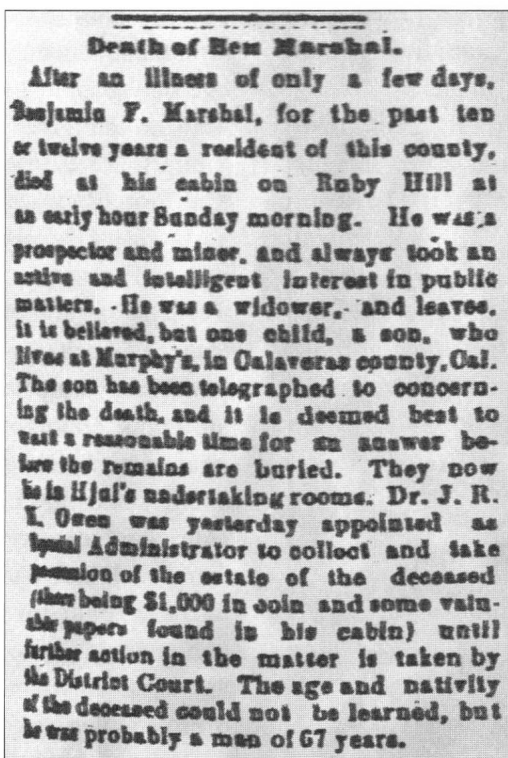 Death of Ben Marshal.
After an illness of only a few days,
Benjamin F. Marshal, for the past ten
or twelve years a resident of this county,
died at his cabin on Ruby Hill at
an early hour Sunday morning. He was a
prospector and miner, and always took an
active and intelligent interest in public
matters. He was a widower, and leaves,
it is believed, but one child, a son, who
lives at Murphy's, in Calaveras county, Cal.
The son has been telegraphed to concern-
ing the death, and it is deemed best to
wait a reasonable time for an answer be-
fore the remains are buried. They now
lie in undertaking rooms. Dr. J. R.
N. Owen was yesterday appointed as
Special Administrator to collect and take
possession of the estate of the deceased
(there being $1,000 in coin and some valu-
able papers found in his cabin) until
further action in the matter is taken by
the District Court. The age and nativity
of the deceased could not be learned, but
he was probably a man of 67 years.